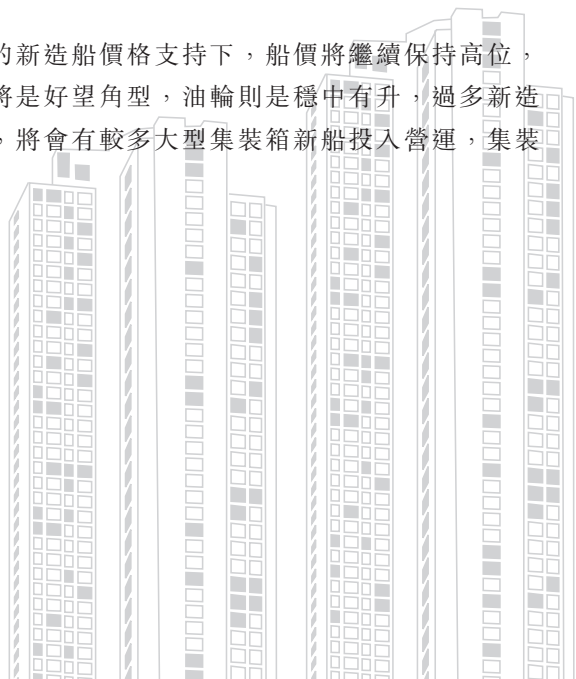 的新造船價格支持下，船價將繼續保持高位，
將是好望角型，油輪則是穩中有升，過多新造
，將會有較多大型集裝箱新船投入營運，集裝